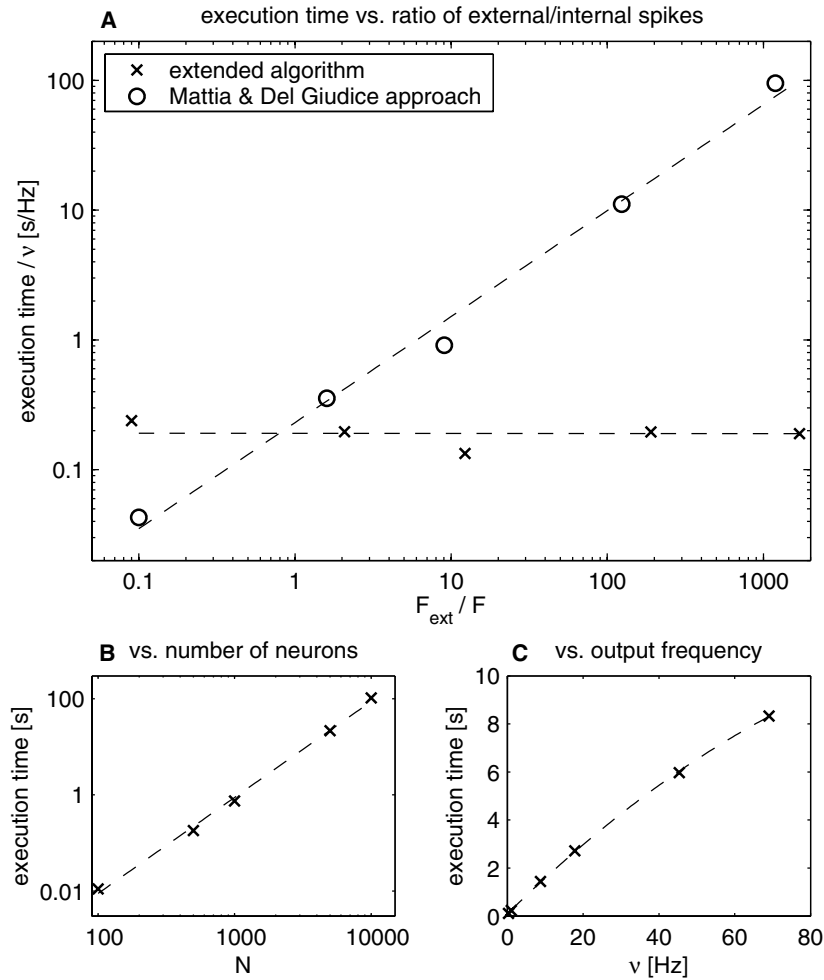 A execution time vs. ratio of external/internal spikes
extended algorithm
Mattia & Del Giudice approach
execution time / ν [s/Hz]
100
10
1
0.1
0.1 1 10 100 1000
F_ext / F
B vs. number of neurons
execution time [s]
100
1
0.01
100 1000 10000
N
C vs. output frequency
execution time [s]
10
8
6
4
2
0
0 20 40 60 80
ν [Hz]